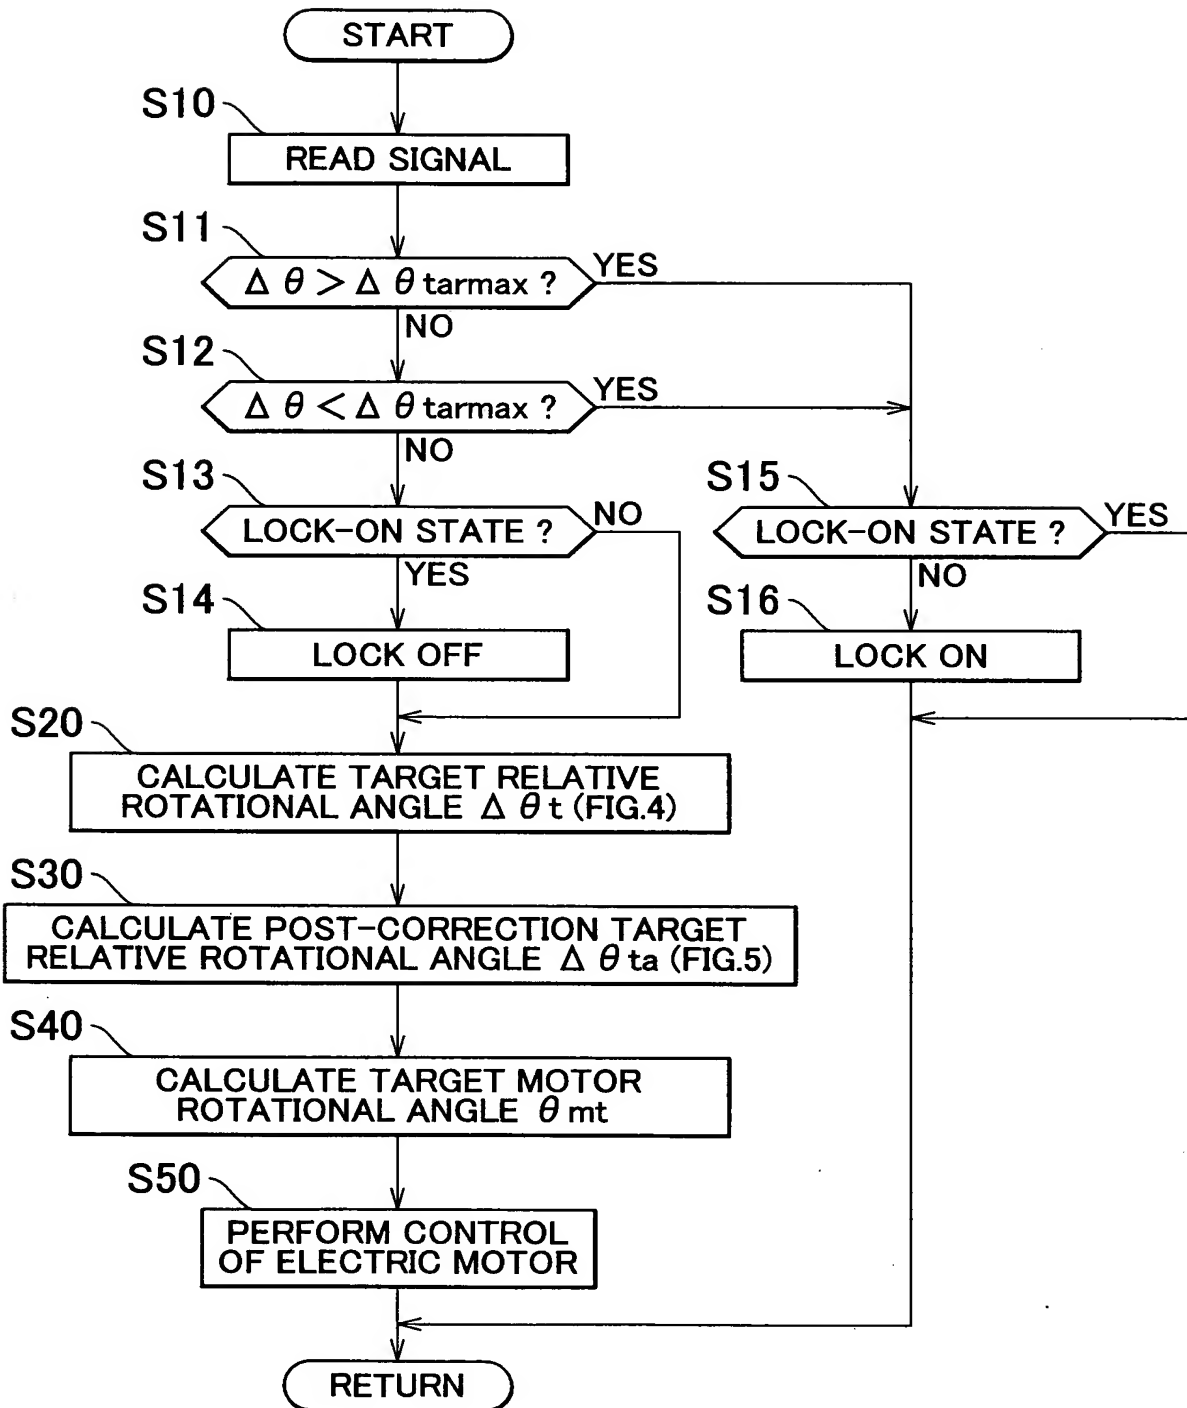 START
S10
READ SIGNAL
S11
Δ θ > Δ θ tarmax ?
YES
NO
S12
Δ θ < Δ θ tarmax ?
YES
NO
S13
LOCK-ON STATE ?
NO
YES
S15
LOCK-ON STATE ?
YES
NO
S14
LOCK OFF
S16
LOCK ON
S20
CALCULATE TARGET RELATIVE
ROTATIONAL ANGLE Δ θ t (FIG.4)
S30
CALCULATE POST-CORRECTION TARGET
RELATIVE ROTATIONAL ANGLE Δ θ ta (FIG.5)
S40
CALCULATE TARGET MOTOR
ROTATIONAL ANGLE θ mt
S50
PERFORM CONTROL
OF ELECTRIC MOTOR
RETURN